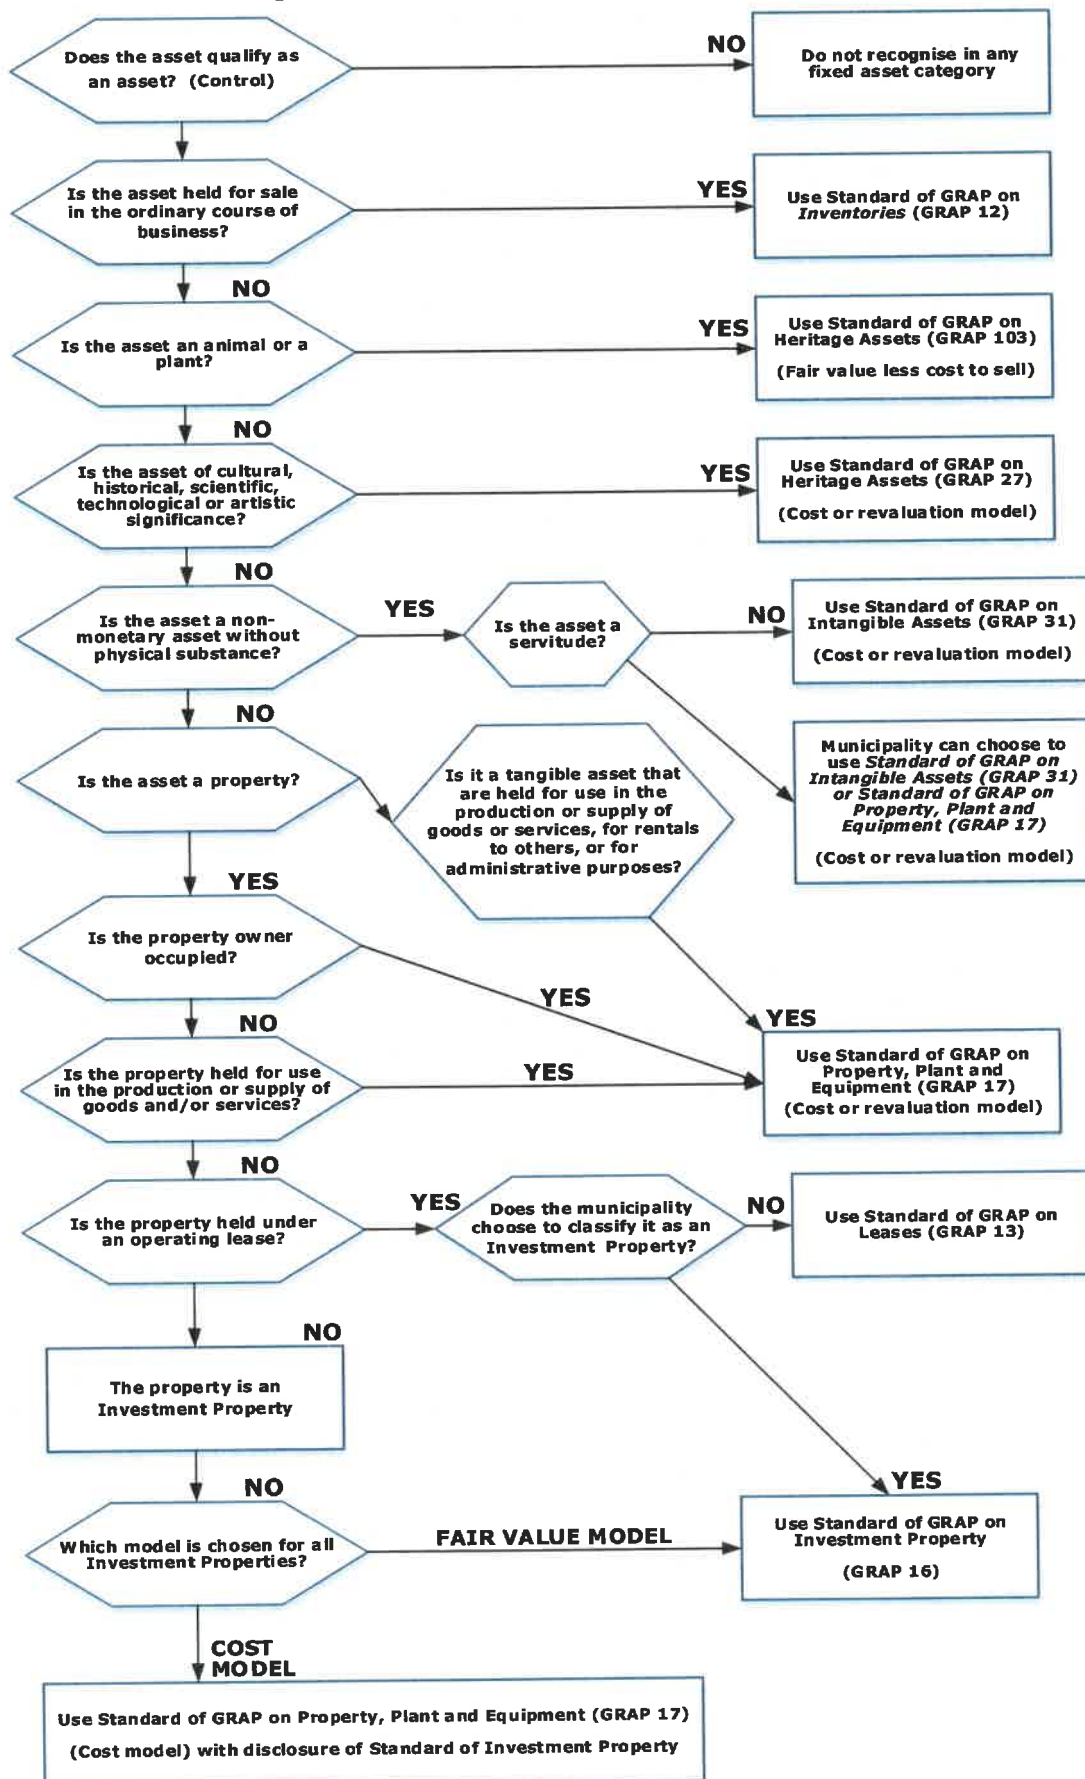 Does the asset qualify as
an asset? (Control)
NO
Do not recognise in any
fixed asset category
Is the asset held for sale
in the ordinary course of
business?
YES
Use Standard of GRAP on
Inventories (GRAP 12)
NO
Is the asset an animal or a
plant?
YES
Use Standard of GRAP on
Heritage Assets (GRAP 103)
(Fair value less cost to sell)
NO
Is the asset of cultural,
historical, scientific,
technological or artistic
significance?
YES
Use Standard of GRAP on
Heritage Assets (GRAP 27)
(Cost or revaluation model)
NO
Is the asset a non-
monetary asset without
physical substance?
YES
Is the asset a
servitude?
NO
Use Standard of GRAP on
Intangible Assets (GRAP 31)
(Cost or revaluation model)
Municipality can choose to
use Standard of GRAP on
Intangible Assets (GRAP 31)
or Standard of GRAP on
Property, Plant and
Equipment (GRAP 17)
(Cost or revaluation model)
NO
Is the asset a property?
Is it a tangible asset that
are held for use in the
production or supply of
goods or services, for rentals
to others, or for
administrative purposes?
YES
Is the property owner
occupied?
YES
YES
Use Standard of GRAP on
Property, Plant and
Equipment (GRAP 17)
(Cost or revaluation model)
NO
Is the property held for use
in the production or supply of
goods and/or services?
YES
NO
Is the property held under
an operating lease?
YES
Does the municipality
choose to classify it as an
Investment Property?
NO
Use Standard of GRAP on
Leases (GRAP 13)
NO
The property is an
Investment Property
NO
Which model is chosen for all
Investment Properties?
FAIR VALUE MODEL
YES
Use Standard of GRAP on
Investment Property
(GRAP 16)
COST
MODEL
Use Standard of GRAP on Property, Plant and Equipment (GRAP 17)
(Cost model) with disclosure of Standard of Investment Property